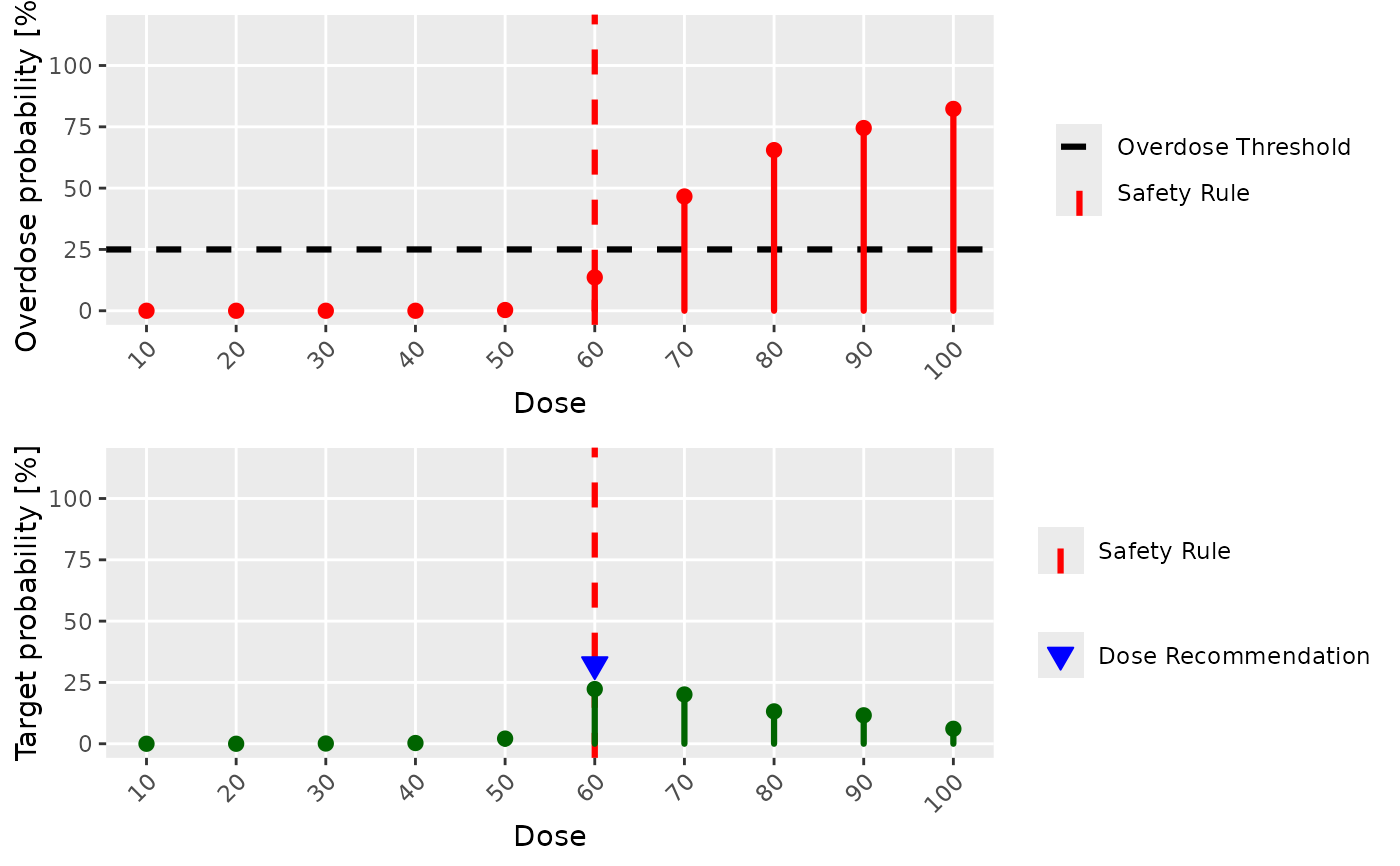 Overdose probability [%
100
75
50
25
0
10 20 30 40 50 60 70 80 90 100
Dose
Overdose Threshold
Safety Rule
Target probability [%]
100
75
50
25
0
10 20 30 40 50 60 70 80 90 100
Dose
Safety Rule
Dose Recommendation